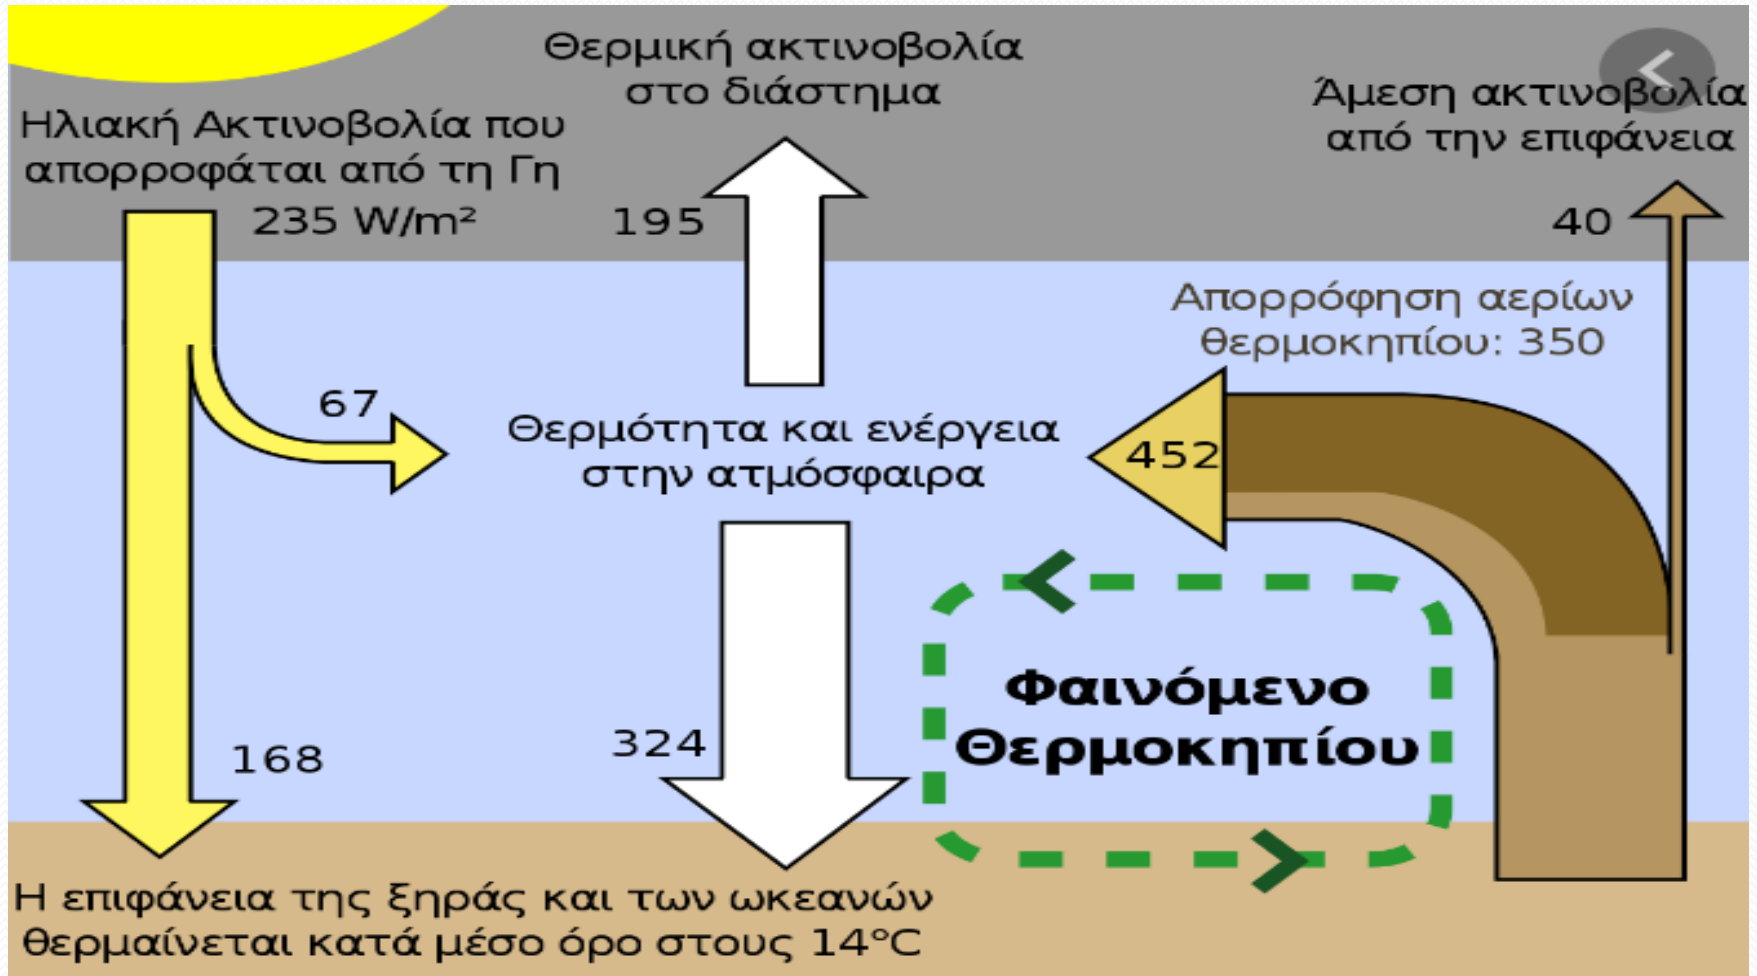 Θερμική ακτινοβολία
στο διάστημα
Άμεση ακτινοβολία
από την επιφάνεια
Ηλιακή Ακτινοβολία που
απορροφάται από τη Γη
235 W/m²
195
40
Απορρόφηση αερίων
θερμοκηπίου: 350
67
Θερμότητα και ενέργεια
στην ατμόσφαιρα
452
Φαινόμενο
Θερμοκηπίου
168
324
Η επιφάνεια της ξηράς και των ωκεανών
θερμαίνεται κατά μέσο όρο στους 14°C